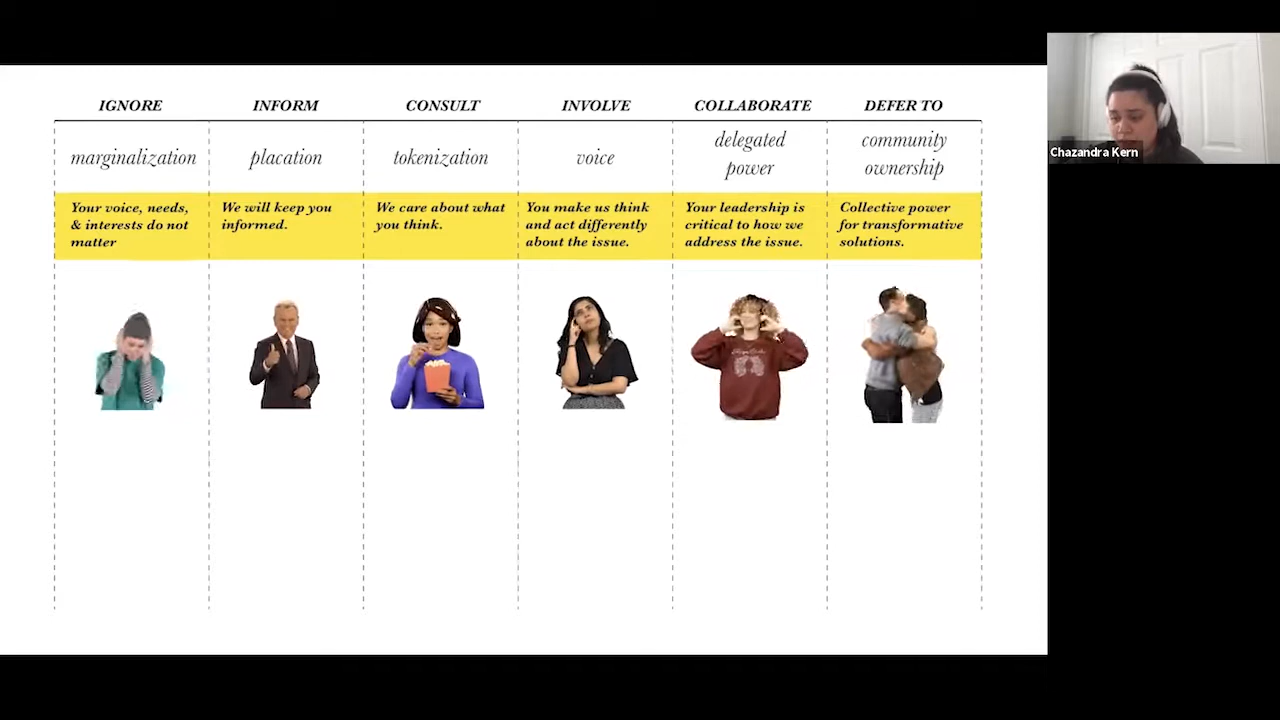 IGNORE INFORM CONSULT INVOLVE COLLABORATE DEFER TO
marginalization placation tokenization voice delegated power community ownership
Your voice, needs,
& interests do not
matter
We will keep you
informed.
We care about what
you think.
You make us think
and act differently
about the issue.
Your leadership is
critical to how we
address the issue.
Collective power
for transformative
solutions.
Chazandra Kern